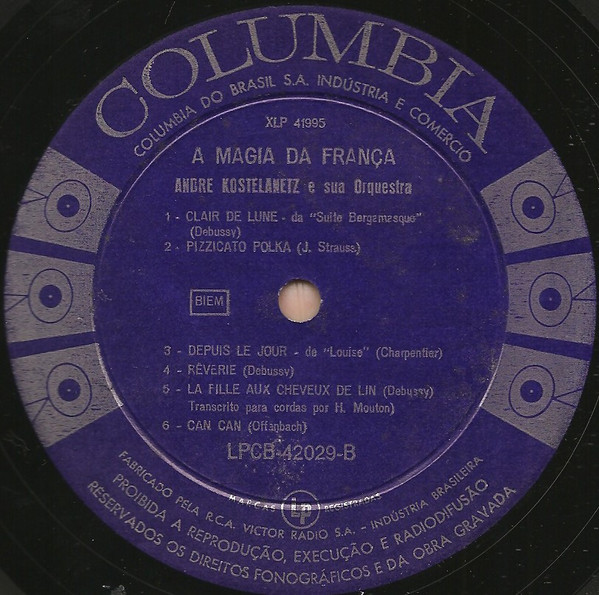 COLUMBIA
COLUMBIA DO BRASIL S.A. INDÚSTRIA E COMERCIO
XLP 41995
A MAGIA DA FRANÇA
ANDRE KOSTELANETZ e sua Orquestra
1 - CLAIR DE LUNE - da "Suite Bergamasque"
(Debussy)
2 - PIZZICATO POLKA (J. Strauss)
BIEM
3 - DEPUIS LE JOUR - de "Louise" (Charpentier)
4 - RÊVERIE (Debussy)
5 - LA FILLE AUX CHEVEUX DE LIN (Debussy)
Transcrito para cordas por H. Mouton)
6 - CAN CAN (Offenbach)
LPCB-42029-B
MARCAS Lp REGISTRADAS
FABRICADO PELA R.C.A. VICTOR RADIO S.A. - INDÚSTRIA BRASILEIRA
PROIBIDA A REPRODUÇÃO, EXECUÇÃO E RADIODIFUSÃO
RESERVADOS OS DIREITOS FONOGRÁFICOS E DA OBRA GRAVADA